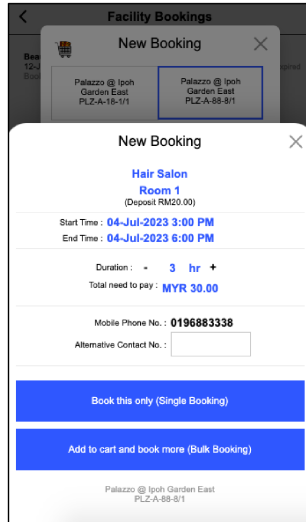 Facility Bookings
New Booking
Bea
12-J
Palazzo @ Ipoh
Garden East
PLZ-A-18-1/1
Palazzo @ Ipoh
Garden East
PLZ-A-88-8/1
New Booking
Hair Salon
Room 1
(Deposit RM20.00)
Start Time : 04-Jul-2023 3:00 PM
End Time : 04-Jul-2023 6:00 PM
Duration : - 3 hr +
Total need to pay : MYR 30.00
Mobile Phone No. : 0196883338
Alternative Contact No. :
Book this only (Single Booking)
Add to cart and book more (Bulk Booking)
Palazzo @ Ipoh Garden East
PLZ-A-88-8/1